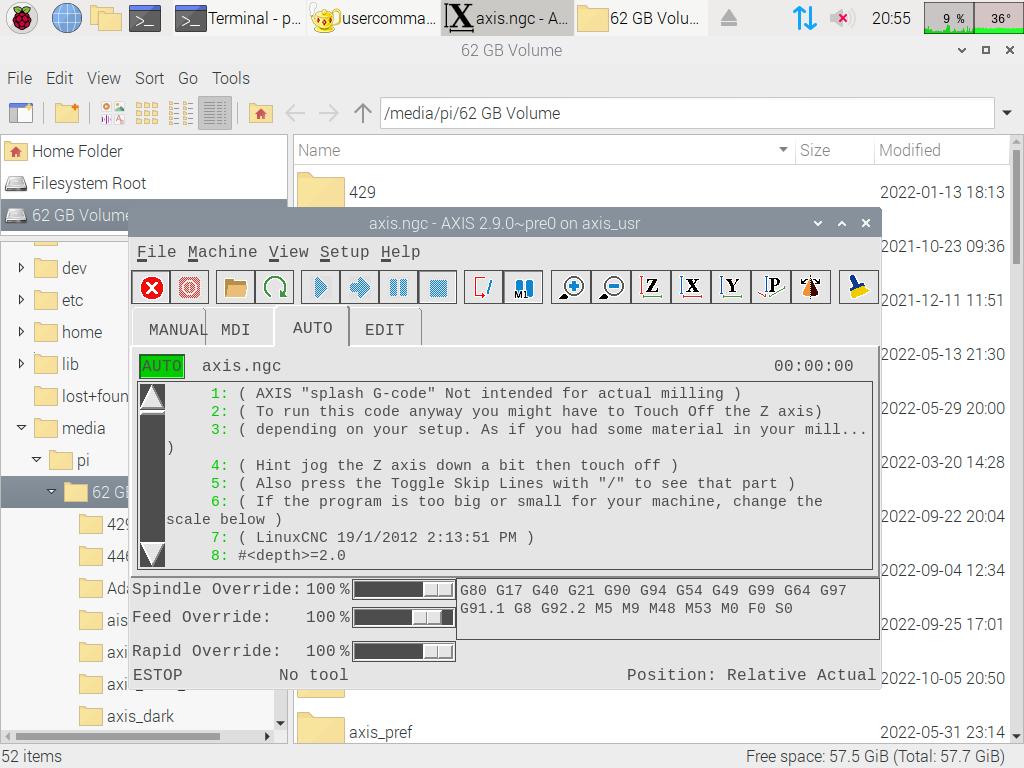 Terminal - p...
usercomma...
axis.ngc - A...
62 GB Volu...
20:55
9 %
36°
62 GB Volume
File Edit View Sort Go Tools
/media/pi/62 GB Volume
Home Folder
Filesystem Root
62 GB Volume
Name Size Modified
429 2022-01-13 18:13
2021-10-23 09:36
2021-12-11 11:51
2022-05-13 21:30
2022-05-29 20:00
2022-03-20 14:28
2022-09-22 20:04
2022-09-04 12:34
2022-09-25 17:01
2022-10-05 20:50
axis_pref 2022-05-31 23:14
dev
etc
home
lib
lost+foun
media
pi
62 GB
429
446
Ada
ais
axi
axi
axis_dark
axis.ngc - AXIS 2.9.0~pre0 on axis_usr
File Machine View Setup Help
M1
Z X Y P
MANUAL MDI AUTO EDIT
AUTO axis.ngc 00:00:00
1: ( AXIS "splash G-code" Not intended for actual milling )
2: ( To run this code anyway you might have to Touch Off the Z axis)
3: ( depending on your setup. As if you had some material in your mill...
)
4: ( Hint jog the Z axis down a bit then touch off )
5: ( Also press the Toggle Skip Lines with "/" to see that part )
6: ( If the program is too big or small for your machine, change the
scale below )
7: ( LinuxCNC 19/1/2012 2:13:51 PM )
8: #<depth>=2.0
Spindle Override: 100 %
Feed Override: 100 %
Rapid Override: 100 %
G80 G17 G40 G21 G90 G94 G54 G49 G99 G64 G97
G91.1 G8 G92.2 M5 M9 M48 M53 M0 F0 S0
ESTOP No tool Position: Relative Actual
52 items Free space: 57.5 GiB (Total: 57.7 GiB)